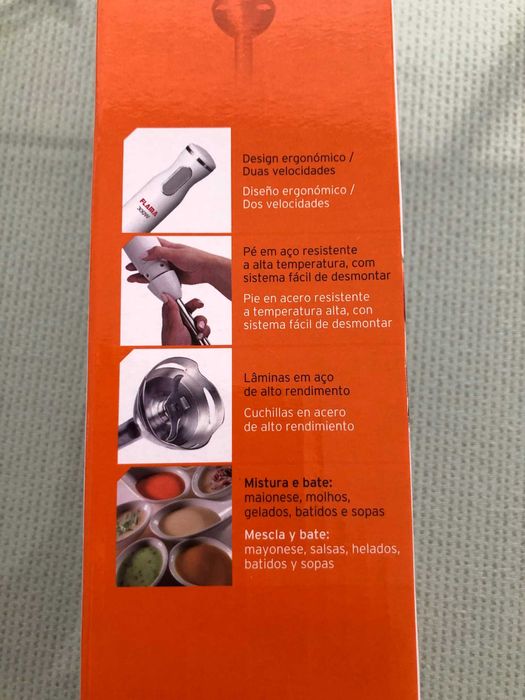 FLAMA
300W
Design ergonómico /
Duas velocidades
Diseño ergonómico /
Dos velocidades
Pé em aço resistente
a alta temperatura, com
sistema fácil de desmontar
Pie en acero resistente
a temperatura alta, con
sistema fácil de desmontar
Lâminas em aço
de alto rendimento
Cuchillas en acero
de alto rendimiento
Mistura e bate:
maionese, molhos,
gelados, batidos e sopas
Mescla y bate:
mayonese, salsas, helados,
batidos y sopas